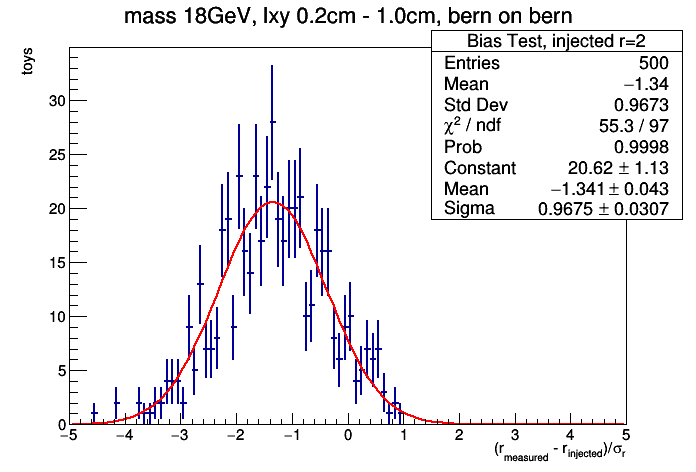 mass 18GeV, lxy 0.2cm - 1.0cm, bern on bern
Bias Test, injected r=2
Entries 500
Mean −1.34
Std Dev 0.9673
χ² / ndf 55.3 / 97
Prob 0.9998
Constant 20.62 ± 1.13
Mean −1.341 ± 0.043
Sigma 0.9675 ± 0.0307
toys
30
25
20
15
10
5
0
−5 −4 −3 −2 −1 0 1 2 3 4 5
(r_measured - r_injected)/σ_r